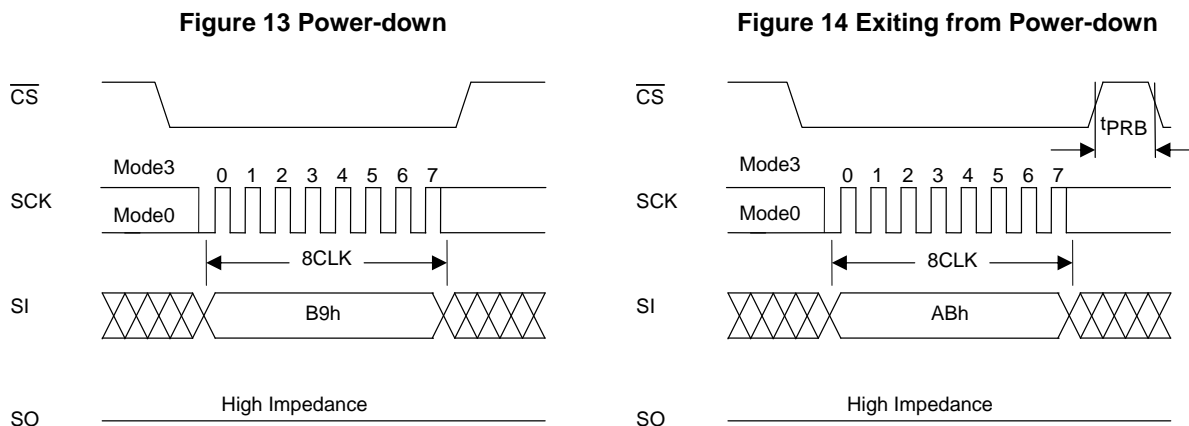 Figure 13 Power-down
CS
Mode3
0 1 2 3 4 5 6 7
SCK
Mode0
8CLK
SI
B9h
High Impedance
SO
Figure 14 Exiting from Power-down
CS
tPRB
Mode3
0 1 2 3 4 5 6 7
SCK
Mode0
8CLK
SI
ABh
High Impedance
SO